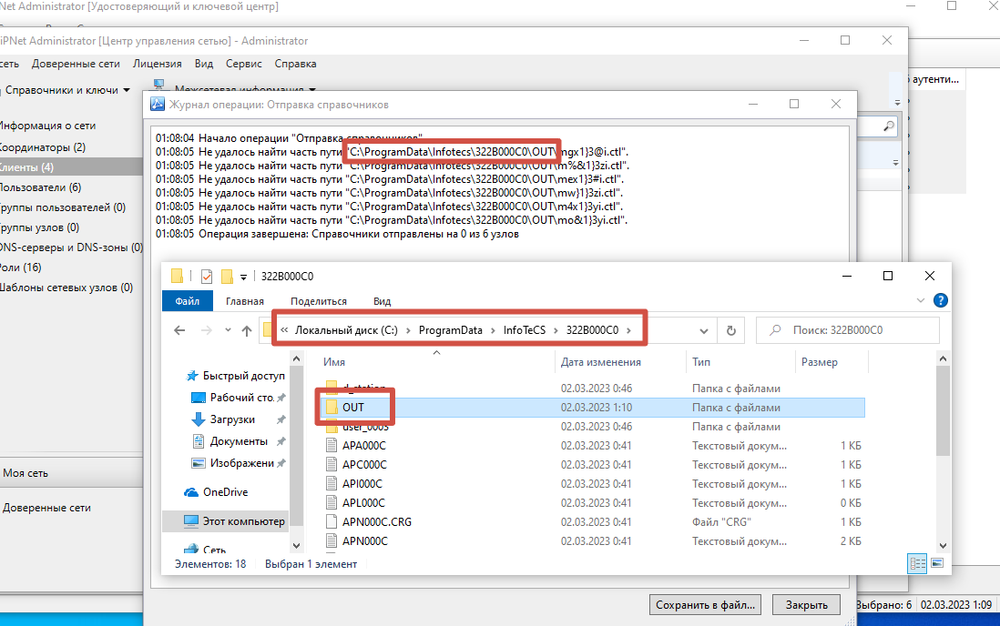 PNet Administrator [Удостоверяющий и ключевой центр]
iPNet Administrator [Центр управления сетью] - Administrator
сеть Доверенные сети Лицензия Вид Сервис Справка
Справочники и ключи Межсетевая информация
аутенти...
Журнал операции: Отправка справочников
нформация о сети
Координаторы (2)
Клиенты (4)
Пользователи (6)
руппы пользователей (0)
руппы узлов (0)
DNS-серверы и DNS-зоны (0)
Роли (16)
Шаблоны сетевых узлов (0)
Моя сеть
Доверенные сети
01:08:04 Начало операции "Отправка справочников"
01:08:05 Не удалось найти часть пути "C:\ProgramData\Infotecs\322B000C0\OUT\mgx1}3@i.ctl".
01:08:05 Не удалось найти часть пути "C:\ProgramData\Infotecs\322B000C0\OUT\m%&1}3zi.ctl".
01:08:05 Не удалось найти часть пути "C:\ProgramData\Infotecs\322B000C0\OUT\mex1}3#i.ctl".
01:08:05 Не удалось найти часть пути "C:\ProgramData\Infotecs\322B000C0\OUT\mw}1}3zi.ctl".
01:08:05 Не удалось найти часть пути "C:\ProgramData\Infotecs\322B000C0\OUT\m4x1}3yi.ctl".
01:08:05 Не удалось найти часть пути "C:\ProgramData\Infotecs\322B000C0\OUT\mo&1}3yi.ctl".
01:08:05 Операция завершена: Справочники отправлены на 0 из 6 узлов
322B000C0
Файл Главная Поделиться Вид
« Локальный диск (C:) › ProgramData › InfoTeCS › 322B000C0 ›
Поиск: 322B000C0
Быстрый доступ
Рабочий сто.
Загрузки
Документы
Изображени
OneDrive
Этот компьютер
Сеть
Имя Дата изменения Тип Размер
d_station 02.03.2023 0:46 Папка с файлами
OUT 02.03.2023 1:10 Папка с файлами
user_0003 02.03.2023 0:46 Папка с файлами
APA000C 02.03.2023 0:41 Текстовый докум... 1 КБ
APC000C 02.03.2023 0:41 Текстовый докум... 1 КБ
API000C 02.03.2023 0:41 Текстовый докум... 1 КБ
APL000C 02.03.2023 0:41 Текстовый докум... 0 КБ
APN000C.CRG 02.03.2023 0:41 Файл "CRG" 1 КБ
APN000C 02.03.2023 0:41 Текстовый докум... 2 КБ
Элементов: 18 Выбран 1 элемент
Сохранить в файл... Закрыть
Выбрано: 6 02.03.2023 1:09